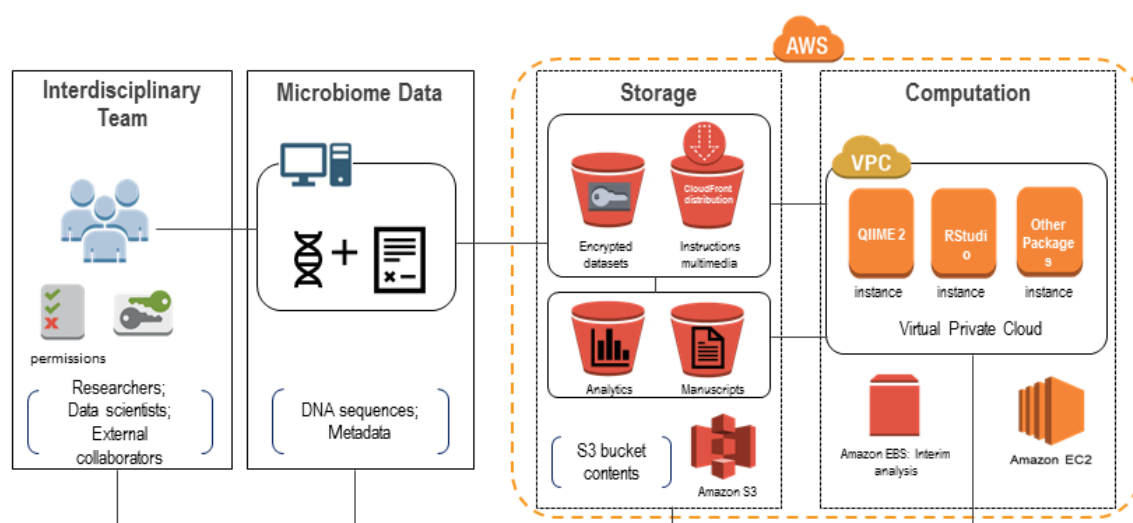 AWS
Interdisciplinary
Team
permissions
Researchers;
Data scientists;
External
collaborators
Microbiome Data
DNA sequences;
Metadata
Storage
CloudFront
distribution
Encrypted
datasets
Instructions
multimedia
Analytics
Manuscripts
S3 bucket
contents
Amazon S3
Computation
VPC
QIIME 2
RStudi
o
Other
Package
s
instance
instance
instance
Virtual Private Cloud
Amazon EBS: Interim
analysis
Amazon EC2